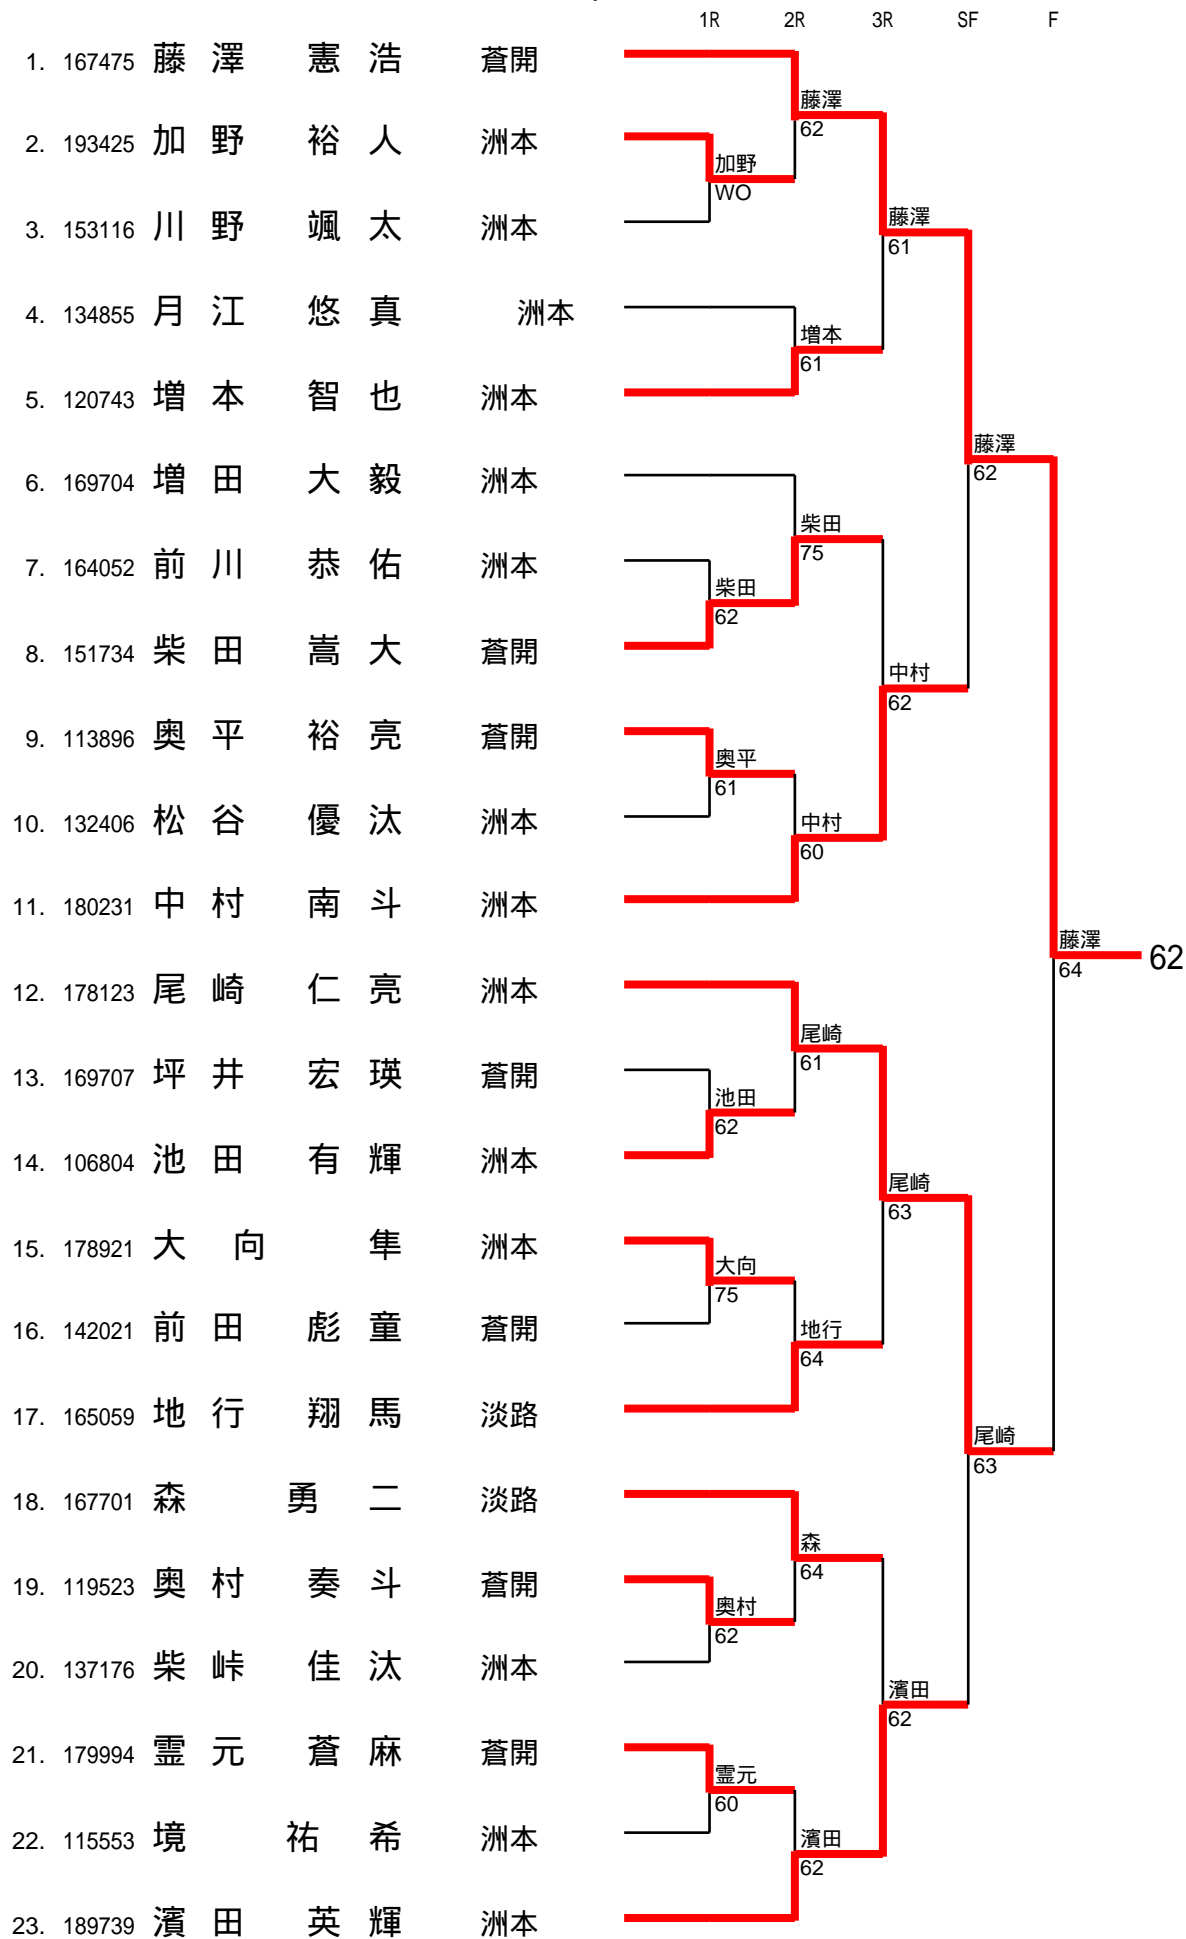 1R 2R 3R SF F
1. 167475 藤澤 憲浩 蒼開
藤澤
62
2. 193425 加野 裕人 洲本
加野
WO
3. 153116 川野 颯太 洲本
藤澤
61
4. 134855 月江 悠真 洲本
増本
61
5. 120743 増本 智也 洲本
藤澤
62
6. 169704 増田 大毅 洲本
柴田
75
7. 164052 前川 恭佑 洲本
柴田
62
8. 151734 柴田 嵩大 蒼開
中村
62
9. 113896 奥平 裕亮 蒼開
奥平
61
10. 132406 松谷 優汰 洲本
中村
60
11. 180231 中村 南斗 洲本
藤澤
64
62
12. 178123 尾崎 仁亮 洲本
尾崎
61
13. 169707 坪井 宏瑛 蒼開
池田
62
14. 106804 池田 有輝 洲本
尾崎
63
15. 178921 大向 隼 洲本
大向
75
16. 142021 前田 彪童 蒼開
地行
64
17. 165059 地行 翔馬 淡路
尾崎
63
18. 167701 森 勇二 淡路
森
64
19. 119523 奥村 奏斗 蒼開
奥村
62
20. 137176 柴峠 佳汰 洲本
濱田
62
21. 179994 霊元 蒼麻 蒼開
霊元
60
22. 115553 境 祐希 洲本
濱田
62
23. 189739 濱田 英輝 洲本